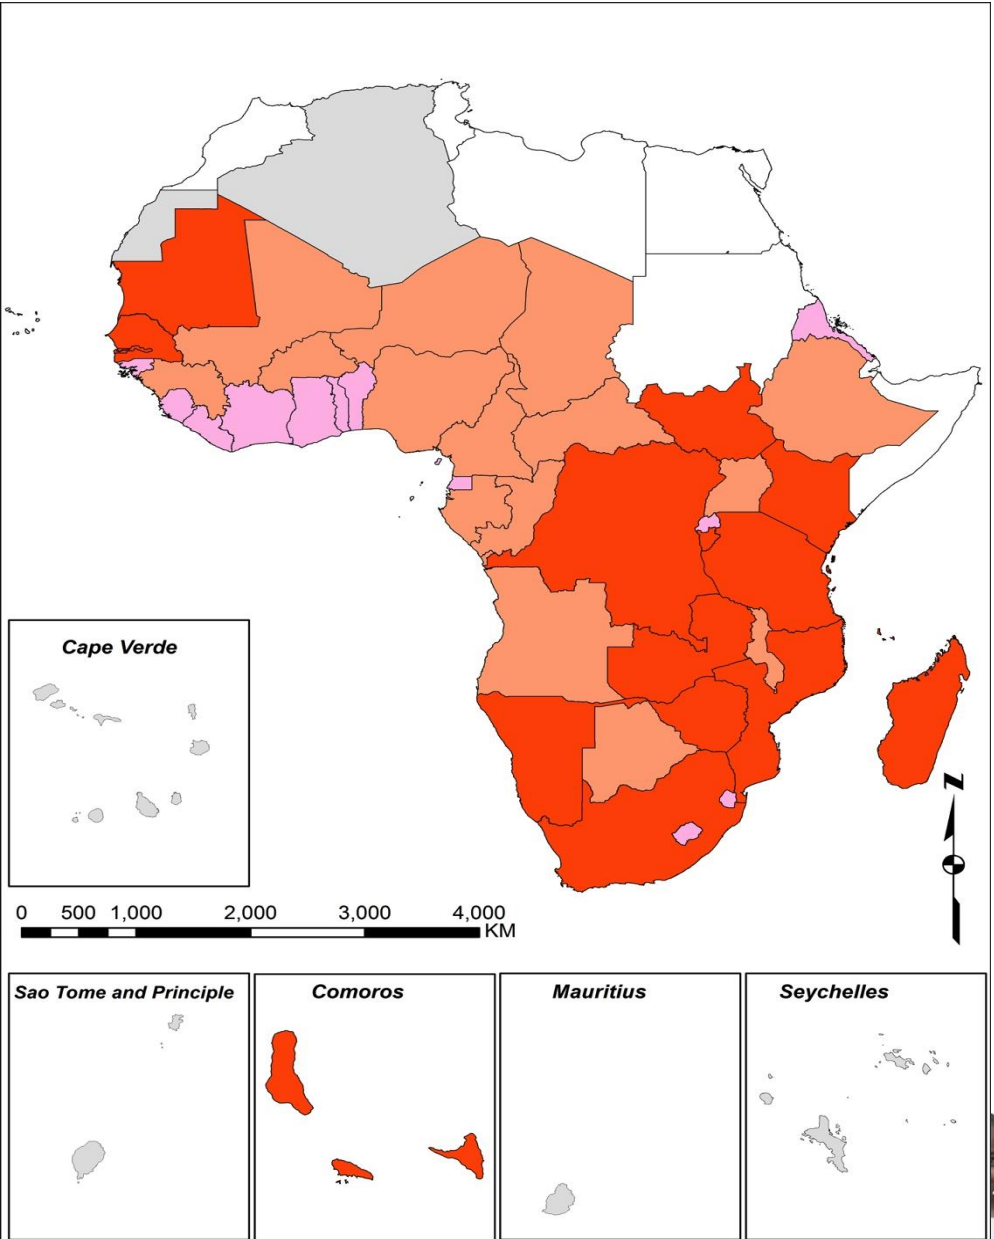 Cape Verde
0 500 1,000 2,000 3,000 4,000
KM
N
Sao Tome and Principle
Comoros
Mauritius
Seychelles